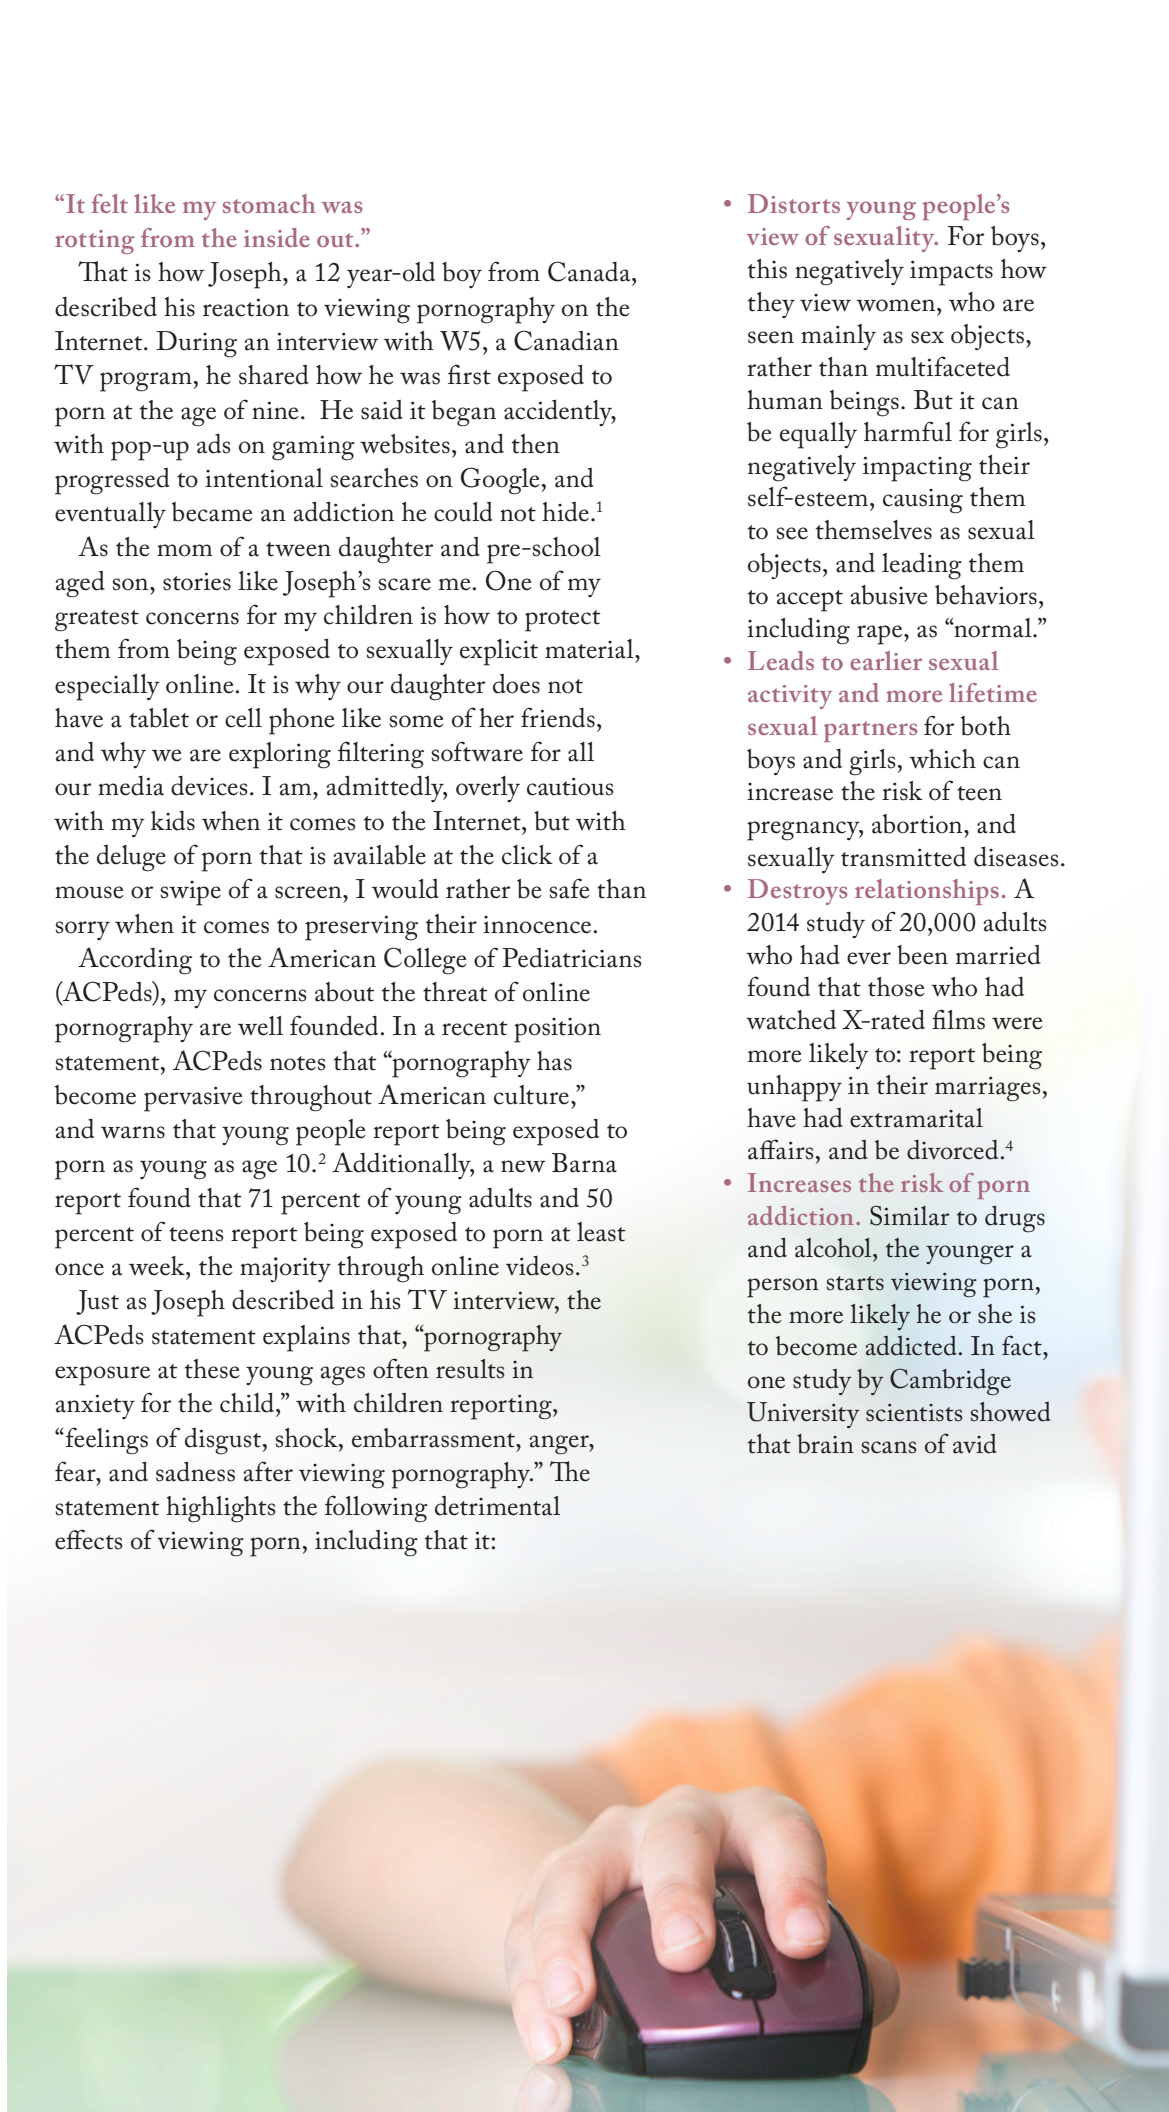 “It felt like my stomach was
rotting from the inside out.”
That is how Joseph, a 12 year-old boy from Canada,
described his reaction to viewing pornography on the
Internet. During an interview with W5, a Canadian
TV program, he shared how he was first exposed to
porn at the age of nine.  He said it began accidently,
with pop-up ads on gaming websites, and then
progressed to intentional searches on Google, and
eventually became an addiction he could not hide.¹
As the mom of a tween daughter and pre-school
aged son, stories like Joseph’s scare me. One of my
greatest concerns for my children is how to protect
them from being exposed to sexually explicit material,
especially online. It is why our daughter does not
have a tablet or cell phone like some of her friends,
and why we are exploring filtering software for all
our media devices. I am, admittedly, overly cautious
with my kids when it comes to the Internet, but with
the deluge of porn that is available at the click of a
mouse or swipe of a screen, I would rather be safe than
sorry when it comes to preserving their innocence.
According to the American College of Pediatricians
(ACPeds), my concerns about the threat of online
pornography are well founded. In a recent position
statement, ACPeds notes that “pornography has
become pervasive throughout American culture,”
and warns that young people report being exposed to
porn as young as age 10.² Additionally, a new Barna
report found that 71 percent of young adults and 50
percent of teens report being exposed to porn at least
once a week, the majority through online videos.³
Just as Joseph described in his TV interview, the
ACPeds statement explains that, “pornography
exposure at these young ages often results in
anxiety for the child,” with children reporting,
“feelings of disgust, shock, embarrassment, anger,
fear, and sadness after viewing pornography.” The
statement highlights the following detrimental
effects of viewing porn, including that it:
• Distorts young people’s
view of sexuality. For boys,
this negatively impacts how
they view women, who are
seen mainly as sex objects,
rather than multifaceted
human beings. But it can
be equally harmful for girls,
negatively impacting their
self-esteem, causing them
to see themselves as sexual
objects, and leading them
to accept abusive behaviors,
including rape, as “normal.”
• Leads to earlier sexual
activity and more lifetime
sexual partners for both
boys and girls, which can
increase the risk of teen
pregnancy, abortion, and
sexually transmitted diseases.
• Destroys relationships. A
2014 study of 20,000 adults
who had ever been married
found that those who had
watched X-rated films were
more likely to: report being
unhappy in their marriages,
have had extramarital
affairs, and be divorced.⁴
• Increases the risk of porn
addiction. Similar to drugs
and alcohol, the younger a
person starts viewing porn,
the more likely he or she is
to become addicted. In fact,
one study by Cambridge
University scientists showed
that brain scans of avid